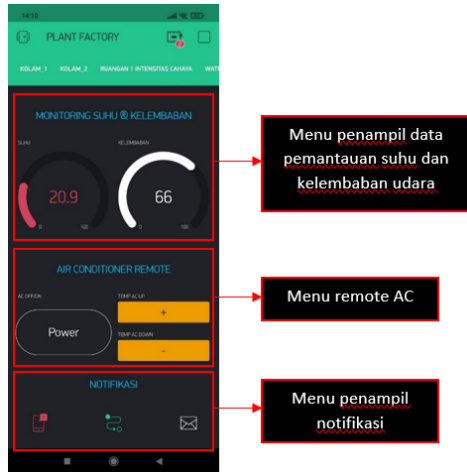 14:10
PLANT FACTORY
KOLAM_1 KOLAM_2 RUANGAN 1 INTENSITAS CAHAYA
MONITORING SUHU & KELEMBABAN
SUHU KELEMBABAN
20.9 66
0 100 0 100
AIR CONDITIONER REMOTE
AC OFF/ON TEMP AC UP
+
Power
TEMP AC DOWN
-
NOTIFIKASI
Menu penampil data
pemantauan suhu dan
kelembaban udara
Menu remote AC
Menu penampil
notifikasi